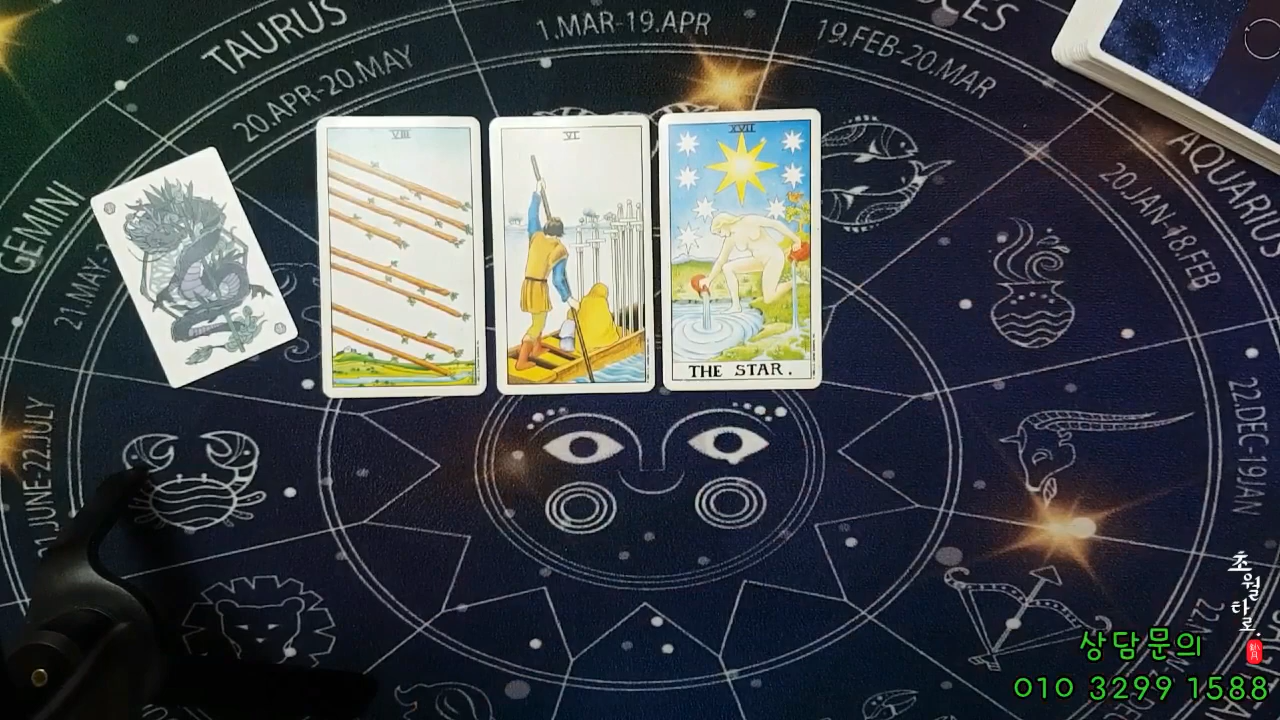 TAURUS
20.APR-20.MAY
1.MAR-19.APR
19.FEB-20.MAR
AQUARIUS
20.JAN-18.FEB
GEMINI
21.MAY-
VIII
VI
XVII
THE STAR.
21.JUNE-22.JULY
22.DEC-19JAN
초월타로.
상담문의
010 3299 1588